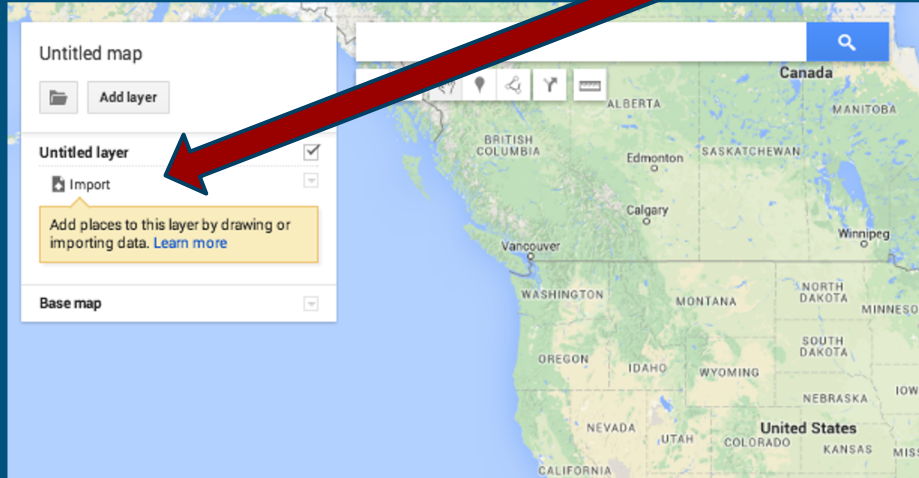 Untitled map
Add layer
Untitled layer
Import
Add places to this layer by drawing or
importing data. Learn more
Base map
Canada
ALBERTA
MANITOBA
BRITISH
COLUMBIA
Edmonton
SASKATCHEWAN
Calgary
Winnipeg
Vancouver
WASHINGTON
MONTANA
NORTH
DAKOTA
MINNESO
SOUTH
DAKOTA
OREGON
IDAHO
WYOMING
IOW
NEBRASKA
NEVADA
United States
UTAH
COLORADO
KANSAS
MISS
CALIFORNIA